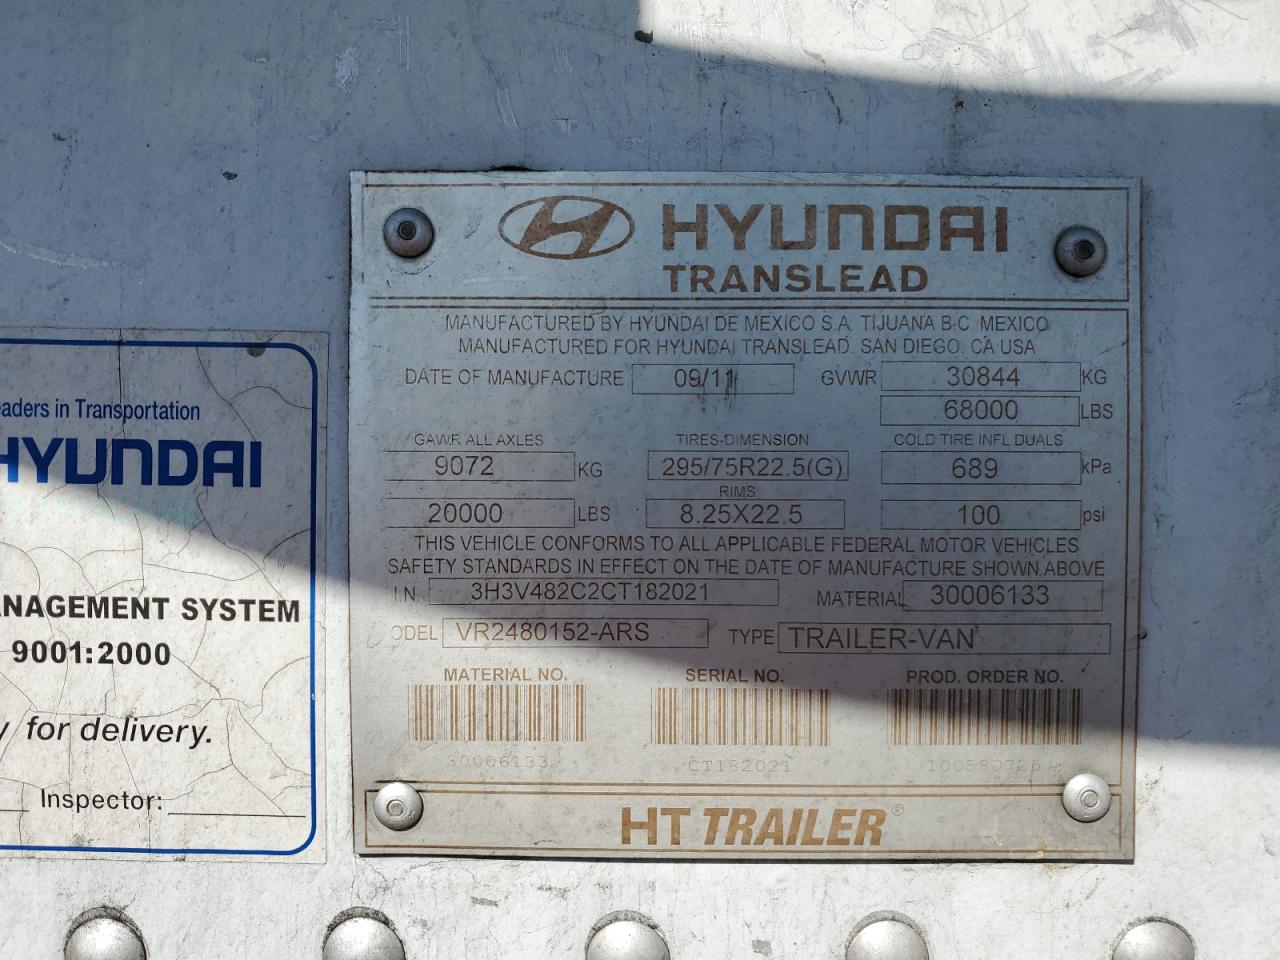 HYUNDAI
TRANSLEAD
MANUFACTURED BY HYUNDAI DE MEXICO S.A. TIJUANA B.C. MEXICO
MANUFACTURED FOR HYUNDAI TRANSLEAD. SAN DIEGO, CA USA
DATE OF MANUFACTURE 09/11 GVWR 30844 KG
68000 LBS
GAWR ALL AXLES TIRES-DIMENSION COLD TIRE INFL DUALS
9072 KG 295/75R22.5(G) 689 kPa
RIMS
20000 LBS 8.25X22.5 100 psi
THIS VEHICLE CONFORMS TO ALL APPLICABLE FEDERAL MOTOR VEHICLES
SAFETY STANDARDS IN EFFECT ON THE DATE OF MANUFACTURE SHOWN ABOVE
I.N. 3H3V482C2CT182021 MATERIAL 30006133
ODEL VR2480152-ARS TYPE TRAILER-VAN
MATERIAL NO. SERIAL NO. PROD. ORDER NO.
30006133 CT182021 100580726
HT TRAILER®
eaders in Transportation
HYUNDAI
NAGEMENT SYSTEM
9001:2000
y for delivery.
Inspector: